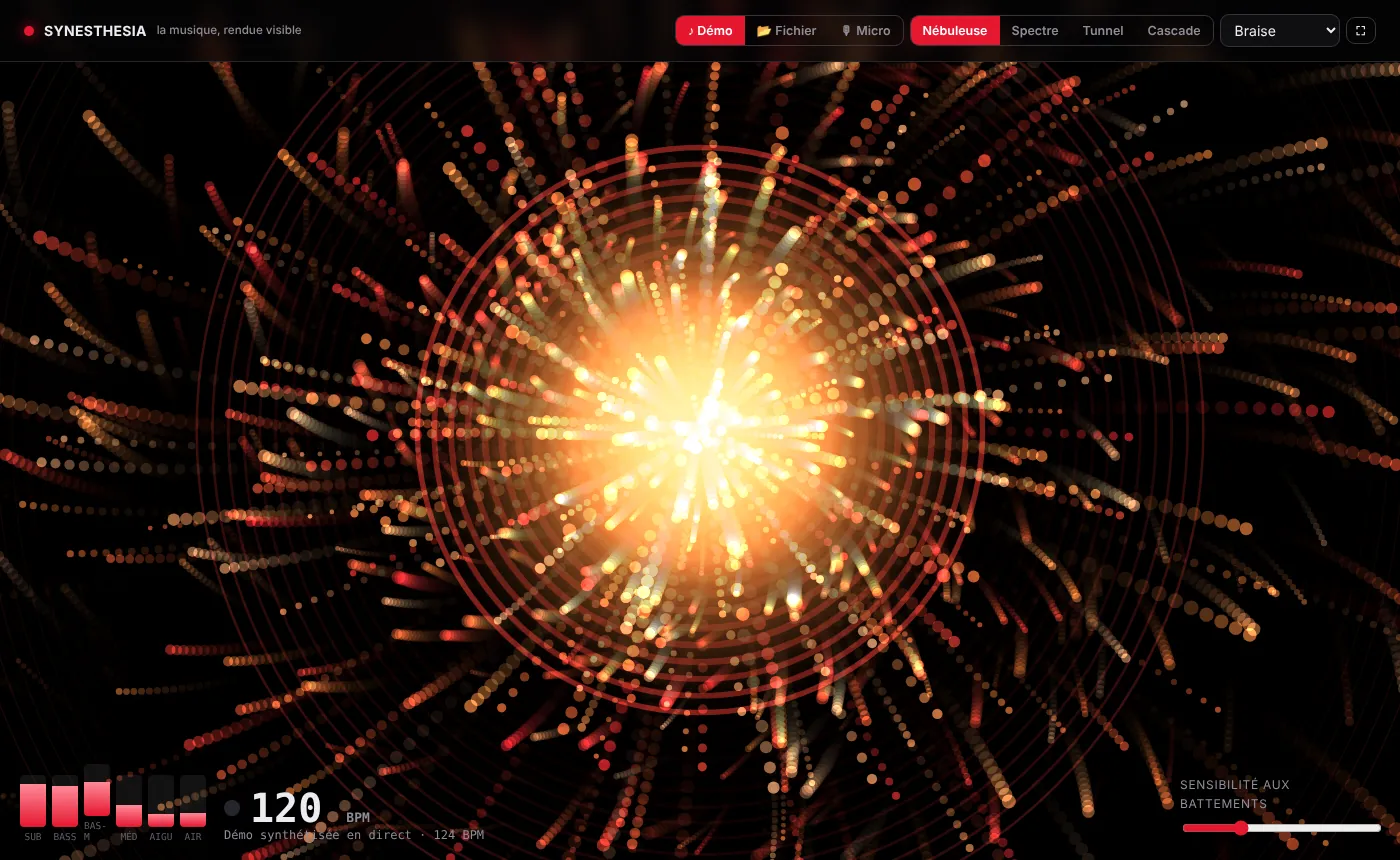 SYNESTHESIA la musique, rendue visible
♪ Démo 📂 Fichier 🎙 Micro Nébuleuse Spectre Tunnel Cascade Braise
SENSIBILITÉ AUX
BATTEMENTS
120 BPM
SUB BASS BAS-
M MÉD AIGU AIR
Démo synthétisée en direct · 124 BPM